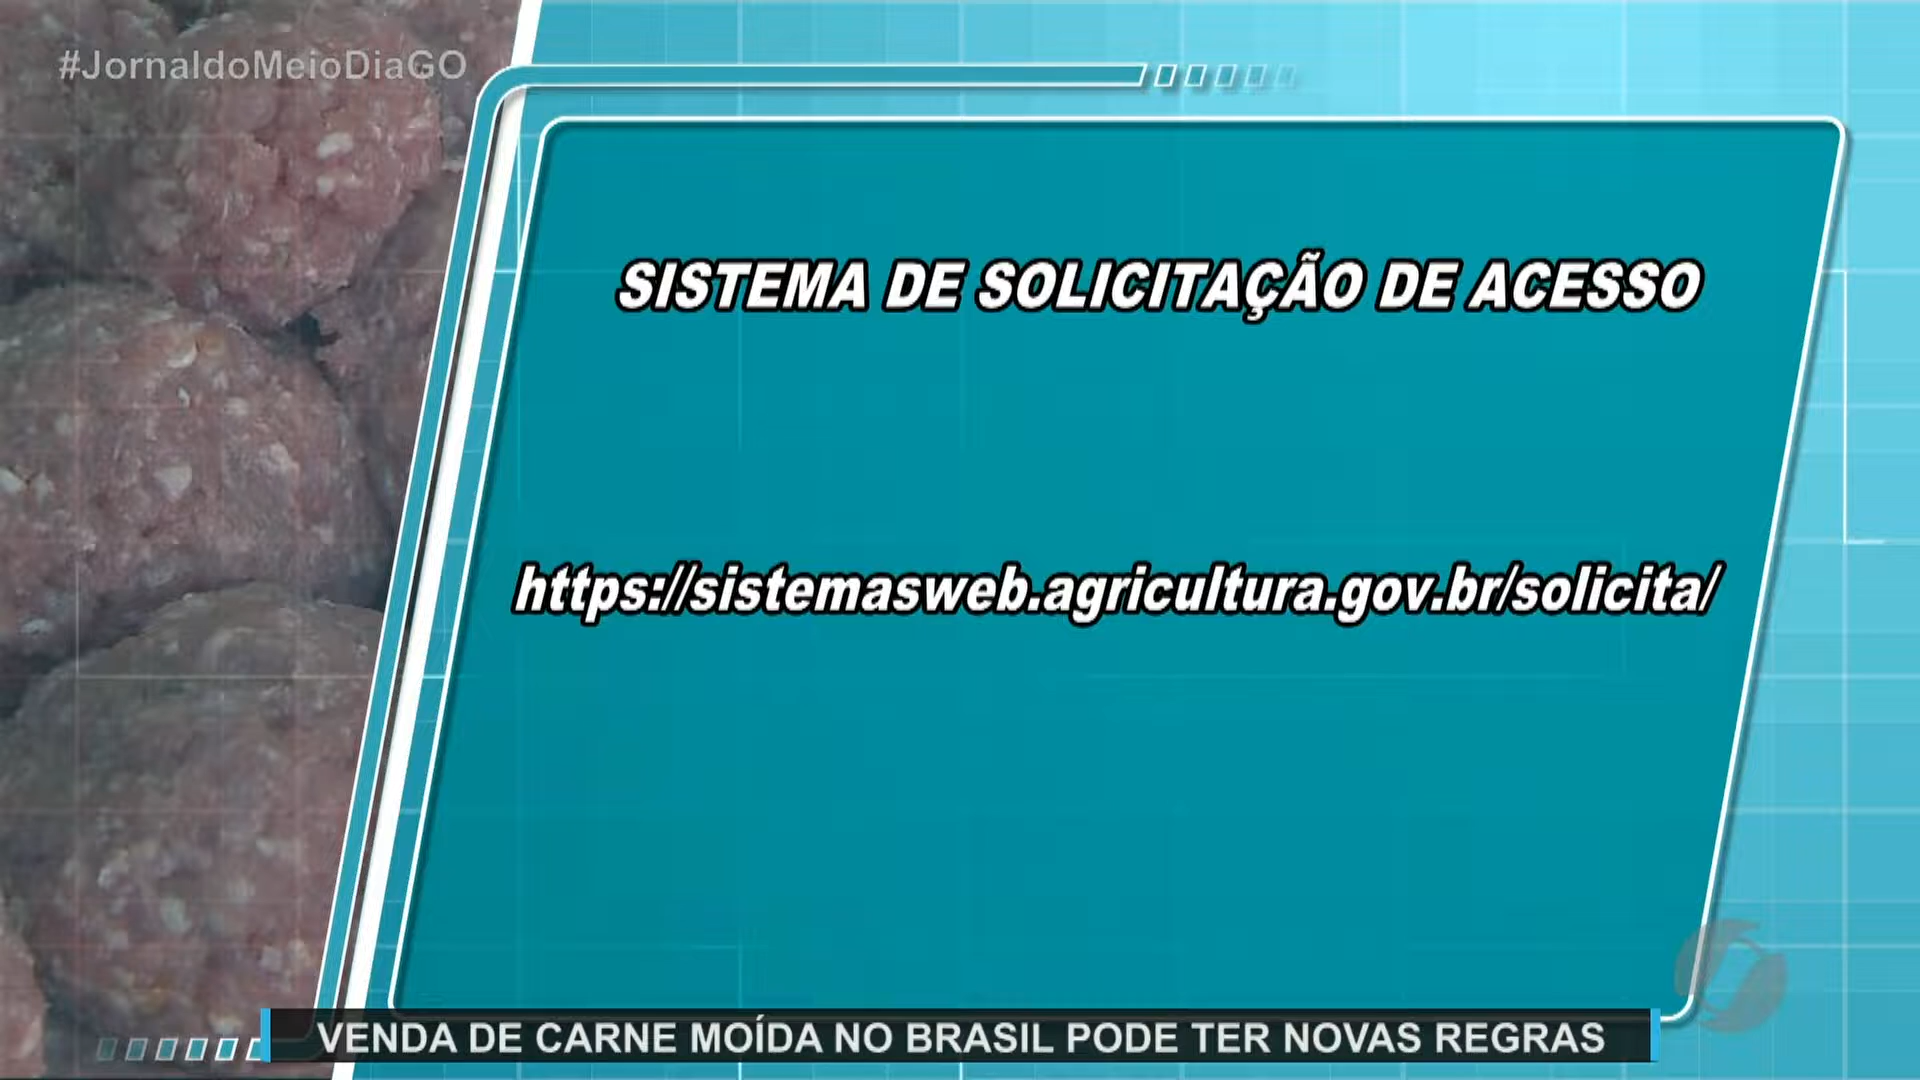 #JornaldoMeioDiaGO
SISTEMA DE SOLICITAÇÃO DE ACESSO
https://sistemasweb.agricultura.gov.br/solicita/
VENDA DE CARNE MOÍDA NO BRASIL PODE TER NOVAS REGRAS